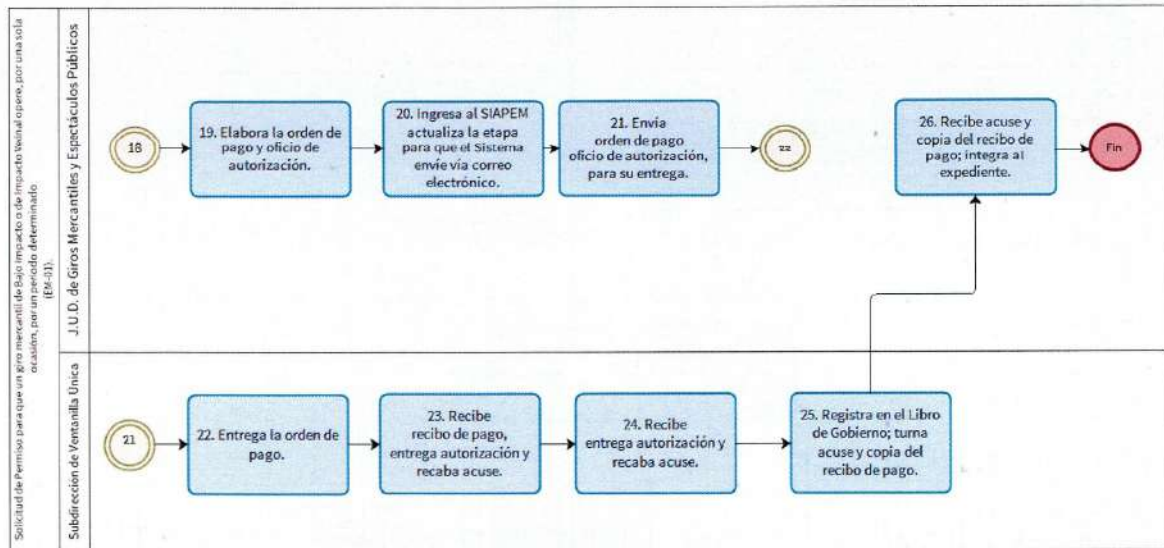 Solicitud de Permiso para que un giro mercantil de Bajo Impacto o de Impacto Vecinal opere, por una sola
ocasión, por un periodo determinado
(EM-01).
J.U.D. de Giros Mercantiles y Espectáculos Públicos
18
19. Elabora la orden de
pago y oficio de
autorización.
20. Ingresa al SIAPEM
actualiza la etapa
para que el Sistema
envíe vía correo
electrónico.
21. Envía
orden de pago
oficio de autorización,
para su entrega.
22
26. Recibe acuse y
copia del recibo de
pago; integra al
expediente.
Fin
Subdirección de Ventanilla Única
21
22. Entrega la orden de
pago.
23. Recibe
recibo de pago,
entrega autorización y
recaba acuse.
24. Recibe
entrega autorización y
recaba acuse.
25. Registra en el Libro
de Gobierno; turna
acuse y copia del
recibo de pago.